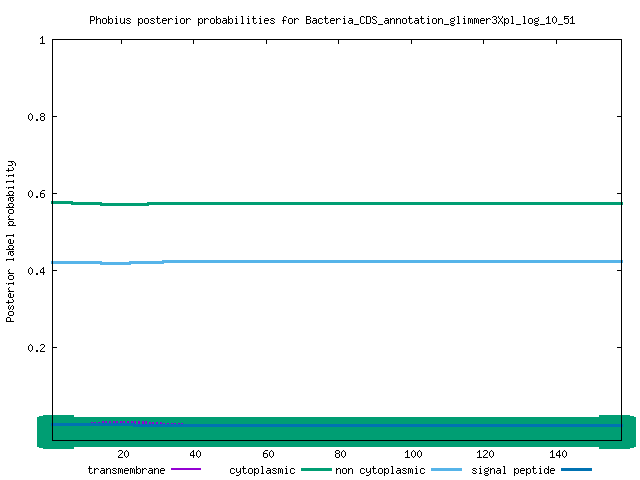 Phobius posterior probabilities for Bacteria_CDS_annotation_glimmer3Xpl_log_10_51
1
0.8
0.6
0.4
0.2
Posterior label probability
20 40 60 80 100 120 140
transmembrane cytoplasmic non cytoplasmic signal peptide